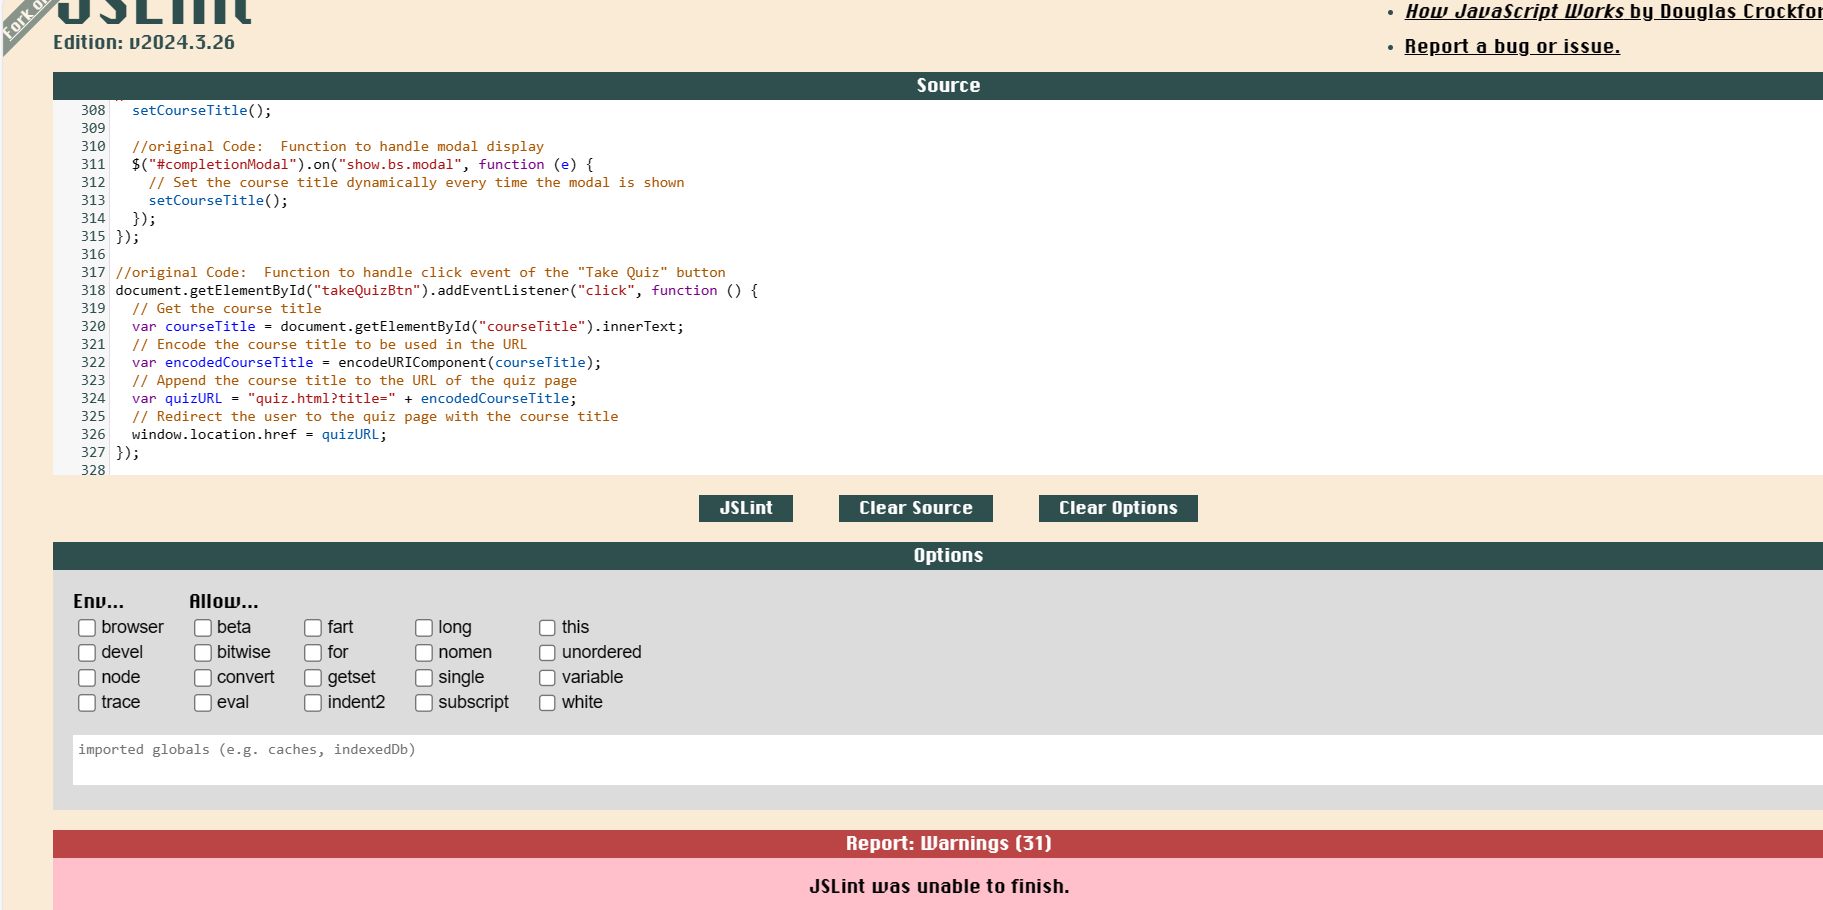 Fork on
JSLint
Edition: v2024.3.26
• How JavaScript Works by Douglas Crockfor
• Report a bug or issue.
Source
308 setCourseTitle();
309
310 //original Code:  Function to handle modal display
311 $("#completionModal").on("show.bs.modal", function (e) {
312 // Set the course title dynamically every time the modal is shown
313 setCourseTitle();
314 });
315 });
316
317 //original Code:  Function to handle click event of the "Take Quiz" button
318 document.getElementById("takeQuizBtn").addEventListener("click", function () {
319 // Get the course title
320 var courseTitle = document.getElementById("courseTitle").innerText;
321 // Encode the course title to be used in the URL
322 var encodedCourseTitle = encodeURIComponent(courseTitle);
323 // Append the course title to the URL of the quiz page
324 var quizURL = "quiz.html?title=" + encodedCourseTitle;
325 // Redirect the user to the quiz page with the course title
326 window.location.href = quizURL;
327 });
328
JSLint Clear Source Clear Options
Options
Env... Allow...
browser beta fart long this
devel bitwise for nomen unordered
node convert getset single variable
trace eval indent2 subscript white
imported globals (e.g. caches, indexedDb)
Report: Warnings (31)
JSLint was unable to finish.